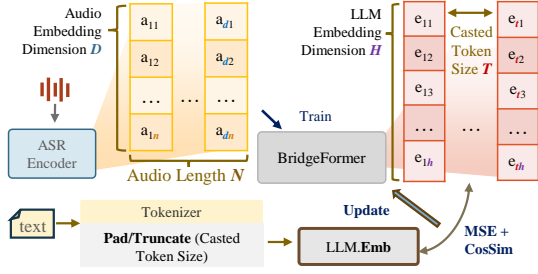 Audio
Embedding
Dimension D
a11
a12
...
a1n
...
...
ad1
ad2
...
adn
Audio Length N
ASR
Encoder
Train
BridgeFormer
LLM
Embedding
Dimension H
e11
e12
e13
...
e1h
Casted
Token
Size T
...
...
et1
et2
et3
...
eth
Update
MSE +
CosSim
text
Tokenizer
Pad/Truncate (Casted
Token Size)
LLM.Emb